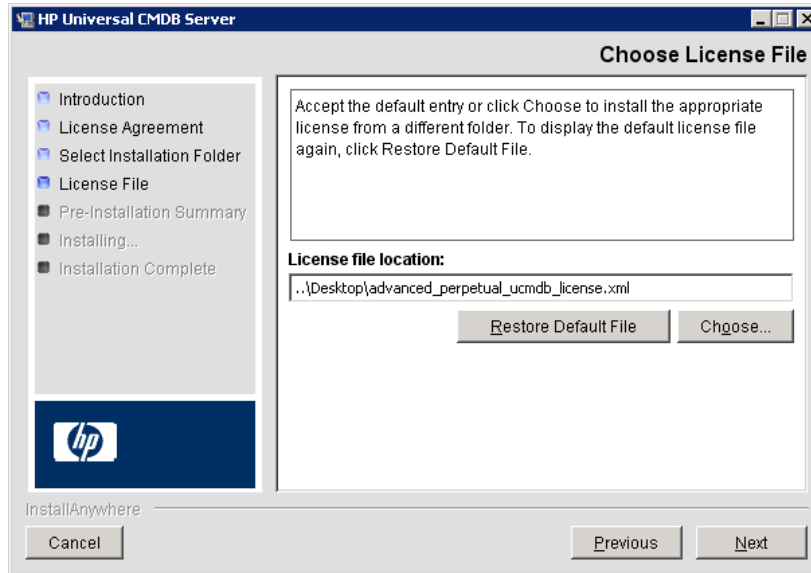 HP Universal CMDB Server
Choose License File
Introduction
License Agreement
Select Installation Folder
License File
Pre-Installation Summary
Installing...
Installation Complete
Accept the default entry or click Choose to install the appropriate
license from a different folder. To display the default license file
again, click Restore Default File.
License file location:
..\Desktop\advanced_perpetual_ucmdb_license.xml
Restore Default File
Choose...
hp
InstallAnywhere
Cancel
Previous
Next